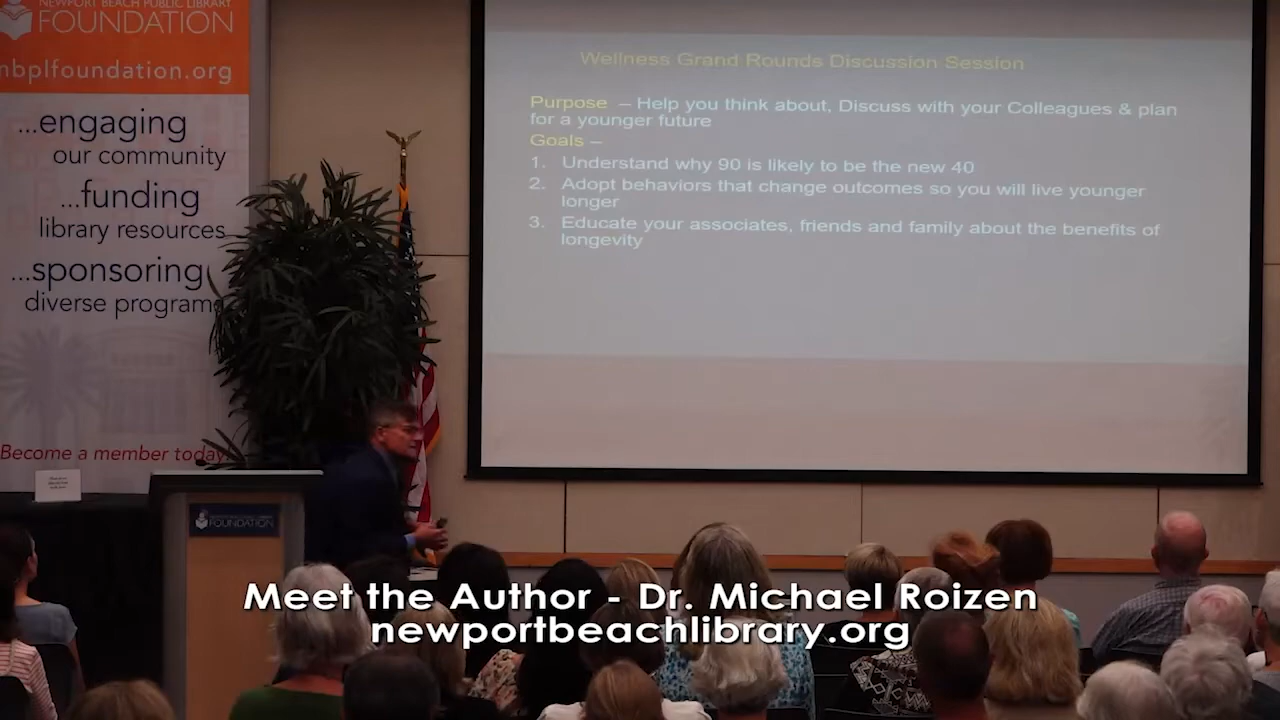 NEWPORT BEACH PUBLIC LIBRARY
FOUNDATION
nbplfoundation.org
...engaging
our community
...funding
library resources
...sponsoring
diverse program
Become a member today
FOUNDATION
Wellness Grand Rounds Discussion Session
Purpose – Help you think about, Discuss with your Colleagues & plan
for a younger future
Goals –
1. Understand why 90 is likely to be the new 40
2. Adopt behaviors that change outcomes so you will live younger
longer
3. Educate your associates, friends and family about the benefits of
longevity
Meet the Author - Dr. Michael Roizen
newportbeachlibrary.org